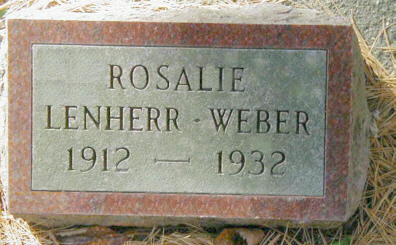 ROSALIE
LENHERR - WEBER
1912 — 1932